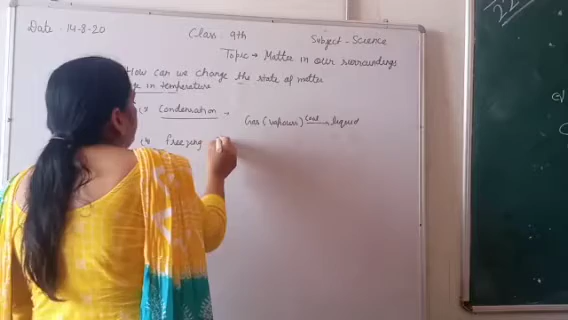 Date - 14-8-20 Class - 9th Subject - Science
Topic → Matter in our surroundings
How can we change the state of matter
in temperature
Condensation → Gas (vapours) Cool → liquid
freezing